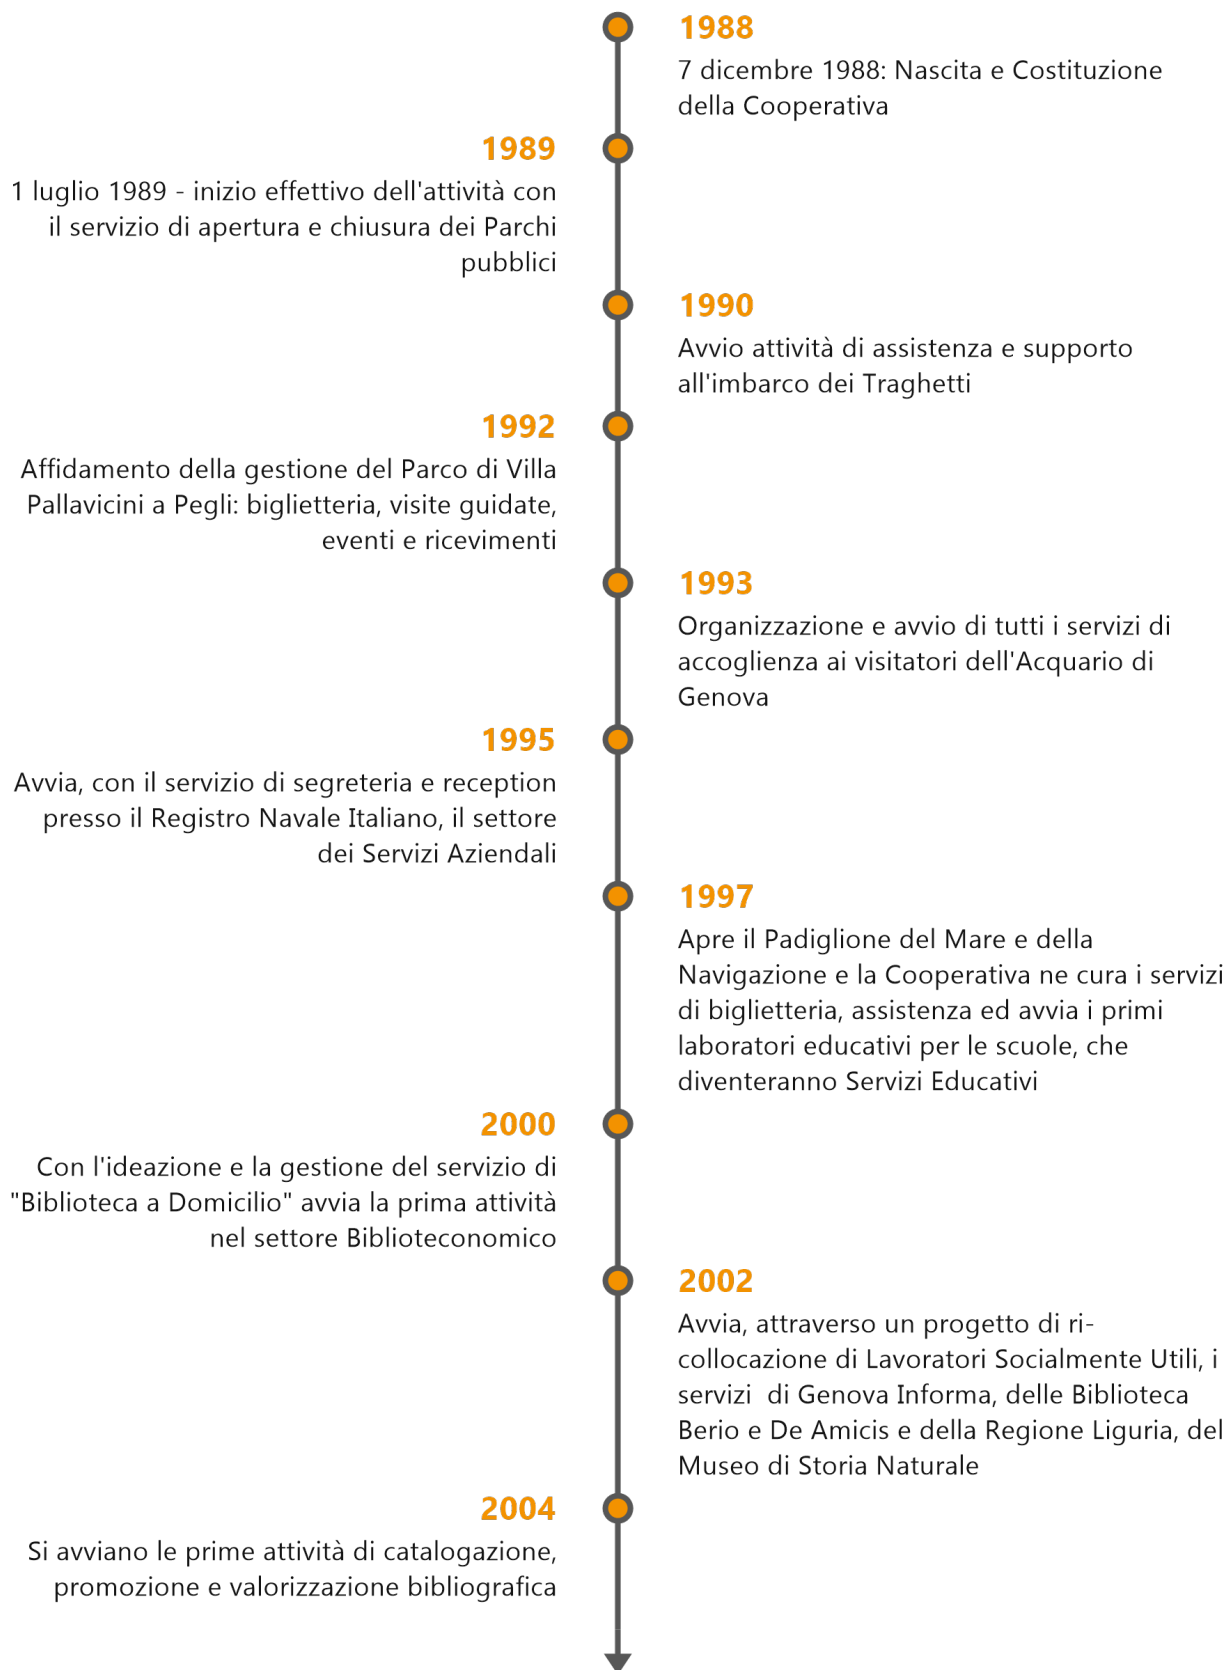 1988
7 dicembre 1988: Nascita e Costituzione
della Cooperativa
1989
1 luglio 1989 - inizio effettivo dell'attività con
il servizio di apertura e chiusura dei Parchi
pubblici
1990
Avvio attività di assistenza e supporto
all'imbarco dei Traghetti
1992
Affidamento della gestione del Parco di Villa
Pallavicini a Pegli: biglietteria, visite guidate,
eventi e ricevimenti
1993
Organizzazione e avvio di tutti i servizi di
accoglienza ai visitatori dell'Acquario di
Genova
1995
Avvia, con il servizio di segreteria e reception
presso il Registro Navale Italiano, il settore
dei Servizi Aziendali
1997
Apre il Padiglione del Mare e della
Navigazione e la Cooperativa ne cura i servizi
di biglietteria, assistenza ed avvia i primi
laboratori educativi per le scuole, che
diventeranno Servizi Educativi
2000
Con l'ideazione e la gestione del servizio di
"Biblioteca a Domicilio" avvia la prima attività
nel settore Biblioteconomico
2002
Avvia, attraverso un progetto di ri-
collocazione di Lavoratori Socialmente Utili, i
servizi  di Genova Informa, delle Biblioteca
Berio e De Amicis e della Regione Liguria, del
Museo di Storia Naturale
2004
Si avviano le prime attività di catalogazione,
promozione e valorizzazione bibliografica